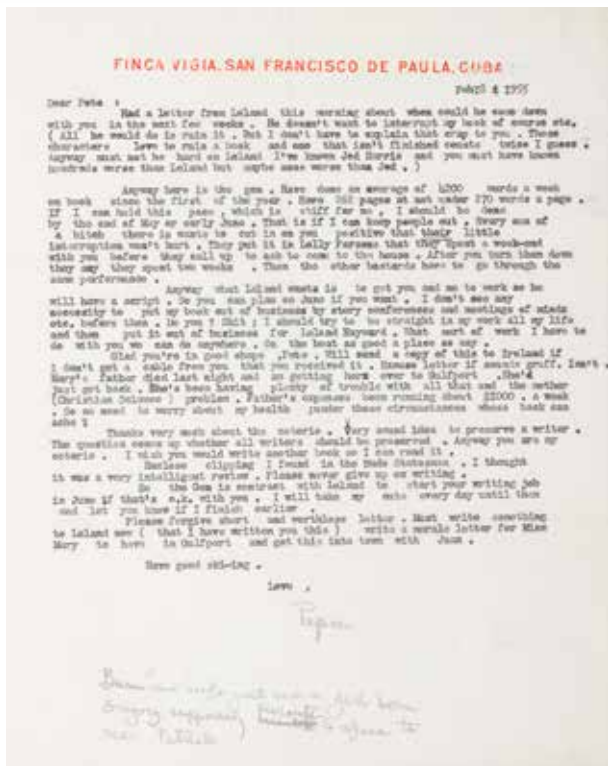 FINCA VIGIA, SAN FRANCISCO DE PAULA, CUBA
1955
Dear Pete :
Had a letter from Leland this morning about when could he come down
with you in the next few weeks . He doesn't want to interrupt my book of course etc.
( All he would do is ruin it . But I don't have to explain that crap to you . These
characters love to ruin a book and one that isn't finished counts twice I guess .
Anyway must not be hard on Leland I've known Jed Harris and you must have known
hundreds worse than Leland but maybe some worse than Jed . )
Anyway here is the gen . Have done an average of words a week
on book since the first of the year . Have pages at not under 270 words a page .
If I can hold this pace , which is stiff for me , I should be done
by the end of May or early June . That is if I can keep people out . Every son of
a bitch there is wants to cut in on you positive that their little
interruption won't hurt . They put it in Lolly Parsons that they spent a week-end
with you before they call up to ask to come to the house . After you turn them down
they say they spent two weeks . Then the other bastards have to go through the
same performance .
Anyway what Leland wants is to get you and me to work so he
will have a script . So you can plan on June if you want . I don't see any
necessity to put my book out of business by story conferences and meetings of minds
etc. before then . Do you ? Shit ; I should try to be straight in my work all my life
and then put it out of business for Leland Hayward . What sort of work I have to
do with you we can do anywhere . On the boat as good a place as any .
Glad you're in good shape ,Pete . Will send a copy of this to Ireland if
I don't get a cable from you that you received it . Excuse letter if sounds gruff. Isn't .
Mary's father died last night and am getting her over to Gulfport . She'd
just got back . She's been having plenty of trouble with all that and the mother
(Christian Science ) problem . Father's expenses been running about $1000 . a week
. So no need to worry about my health under these circumstances whose back can
ache ?
Thanks very much about the . Very sound idea to preserve a writer .
The question comes up whether all writers should be preserved . Anyway you are my
. I wish you would write another book so I can read it .
Enclose clipping I found in the Statesman . I thought
it was a very intelligent review . Please never give up on writing .
So the Gen is contract with Leland to start your writing job
in June if that's o.k. with you . I will take my every day until then
and let you know if I finish earlier .
Please forgive short and worthless letter . Must write something
to Leland now ( that I have written you this ) write a morale letter for Miss
Mary to have in Gulfport and get this into town with Juan .
Have good ski-ing .
Love ,
Papa